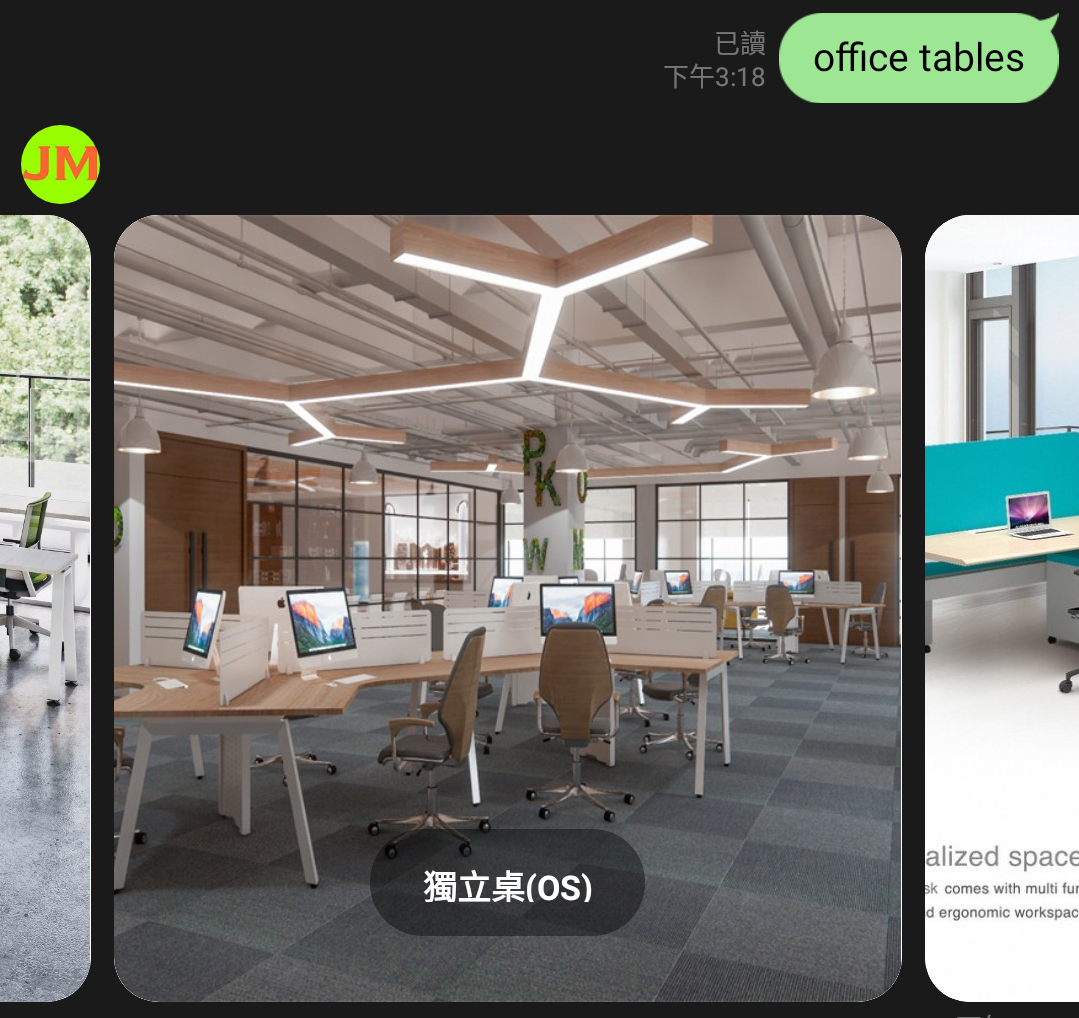 已讀
下午3:18
office tables
JM
P
K
O
W
獨立桌(OS)
alized space
sk comes with multi fur
d ergonomic workspac